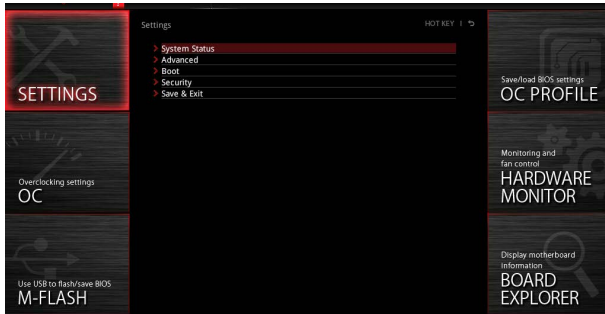 Settings
HOT KEY |
System Status
Advanced
Boot
Security
Save & Exit
SETTINGS
Overclocking settings
OC
Use USB to flash/save BIOS
M-FLASH
Save/load BIOS settings
OC PROFILE
Monitoring and
fan control
HARDWARE
MONITOR
Display motherboard
information
BOARD
EXPLORER